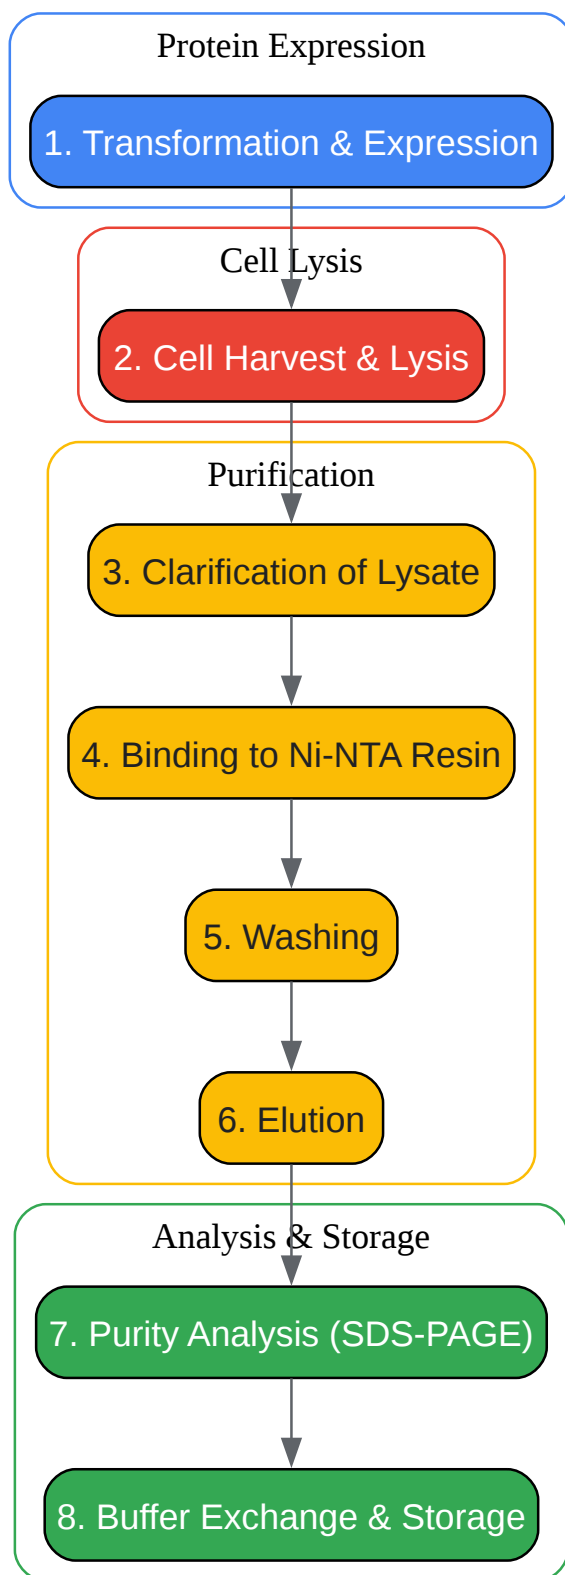 Protein Expression
1. Transformation & Expression
Cell Lysis
2. Cell Harvest & Lysis
Purification
3. Clarification of Lysate
4. Binding to Ni-NTA Resin
5. Washing
6. Elution
Analysis & Storage
7. Purity Analysis (SDS-PAGE)
8. Buffer Exchange & Storage